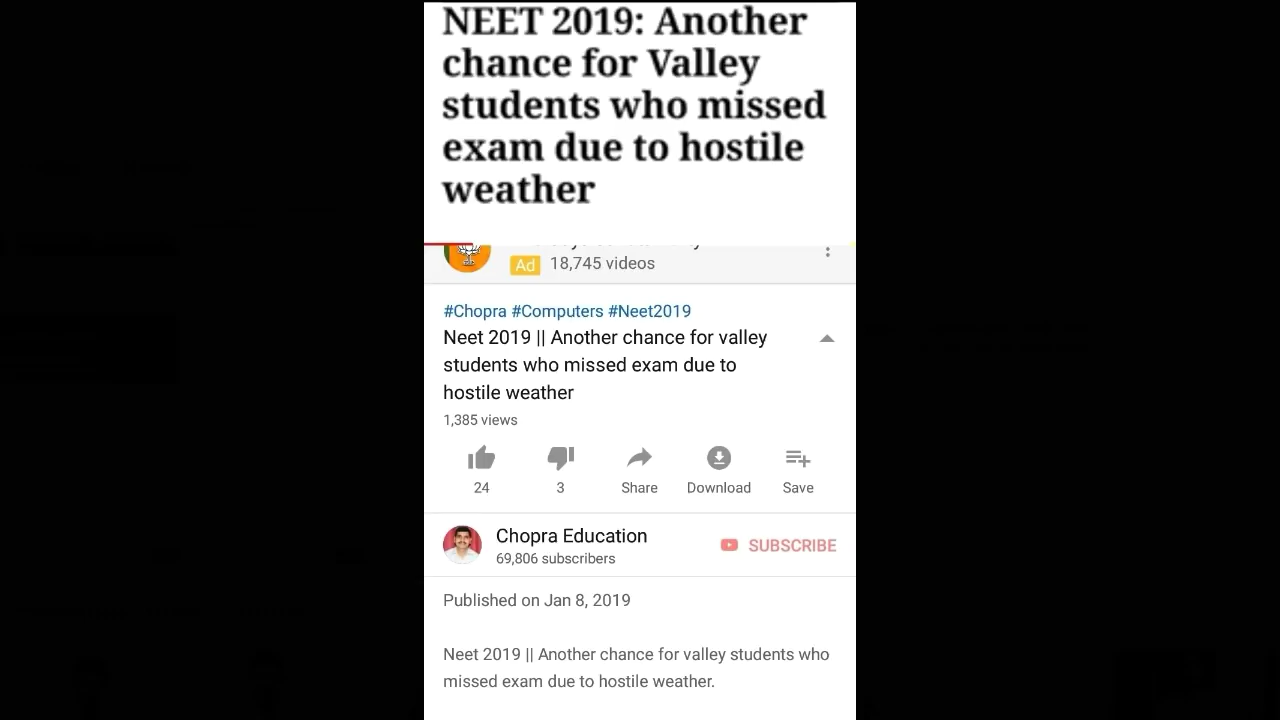 NEET 2019: Another
chance for Valley
students who missed
exam due to hostile
weather
Ad 18,745 videos
#Chopra #Computers #Neet2019
Neet 2019 || Another chance for valley
students who missed exam due to
hostile weather
1,385 views
24 3 Share Download Save
Chopra Education
69,806 subscribers
SUBSCRIBE
Published on Jan 8, 2019
Neet 2019 || Another chance for valley students who
missed exam due to hostile weather.